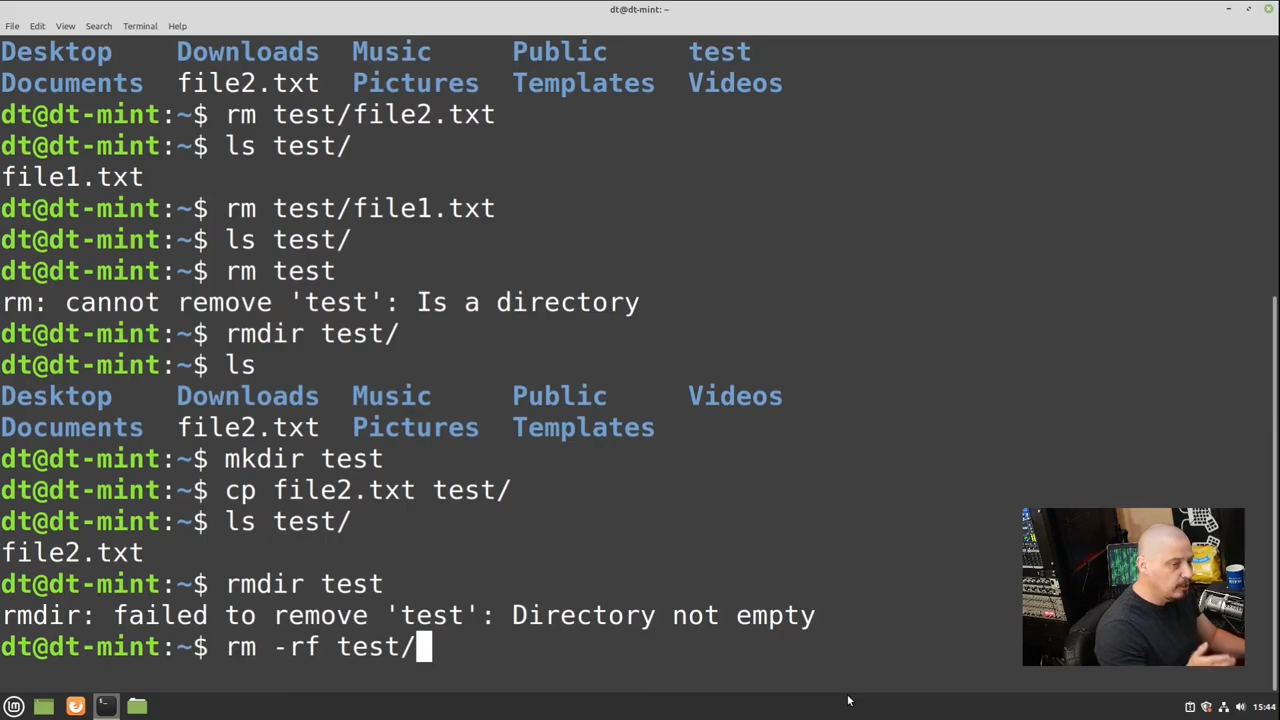 dt@dt-mint: ~
File Edit View Search Terminal Help
Desktop Downloads Music Public test
Documents file2.txt Pictures Templates Videos
dt@dt-mint:~$ rm test/file2.txt
dt@dt-mint:~$ ls test/
file1.txt
dt@dt-mint:~$ rm test/file1.txt
dt@dt-mint:~$ ls test/
dt@dt-mint:~$ rm test
rm: cannot remove 'test': Is a directory
dt@dt-mint:~$ rmdir test/
dt@dt-mint:~$ ls
Desktop Downloads Music Public Videos
Documents file2.txt Pictures Templates
dt@dt-mint:~$ mkdir test
dt@dt-mint:~$ cp file2.txt test/
dt@dt-mint:~$ ls test/
file2.txt
dt@dt-mint:~$ rmdir test
rmdir: failed to remove 'test': Directory not empty
dt@dt-mint:~$ rm -rf test/
15:44